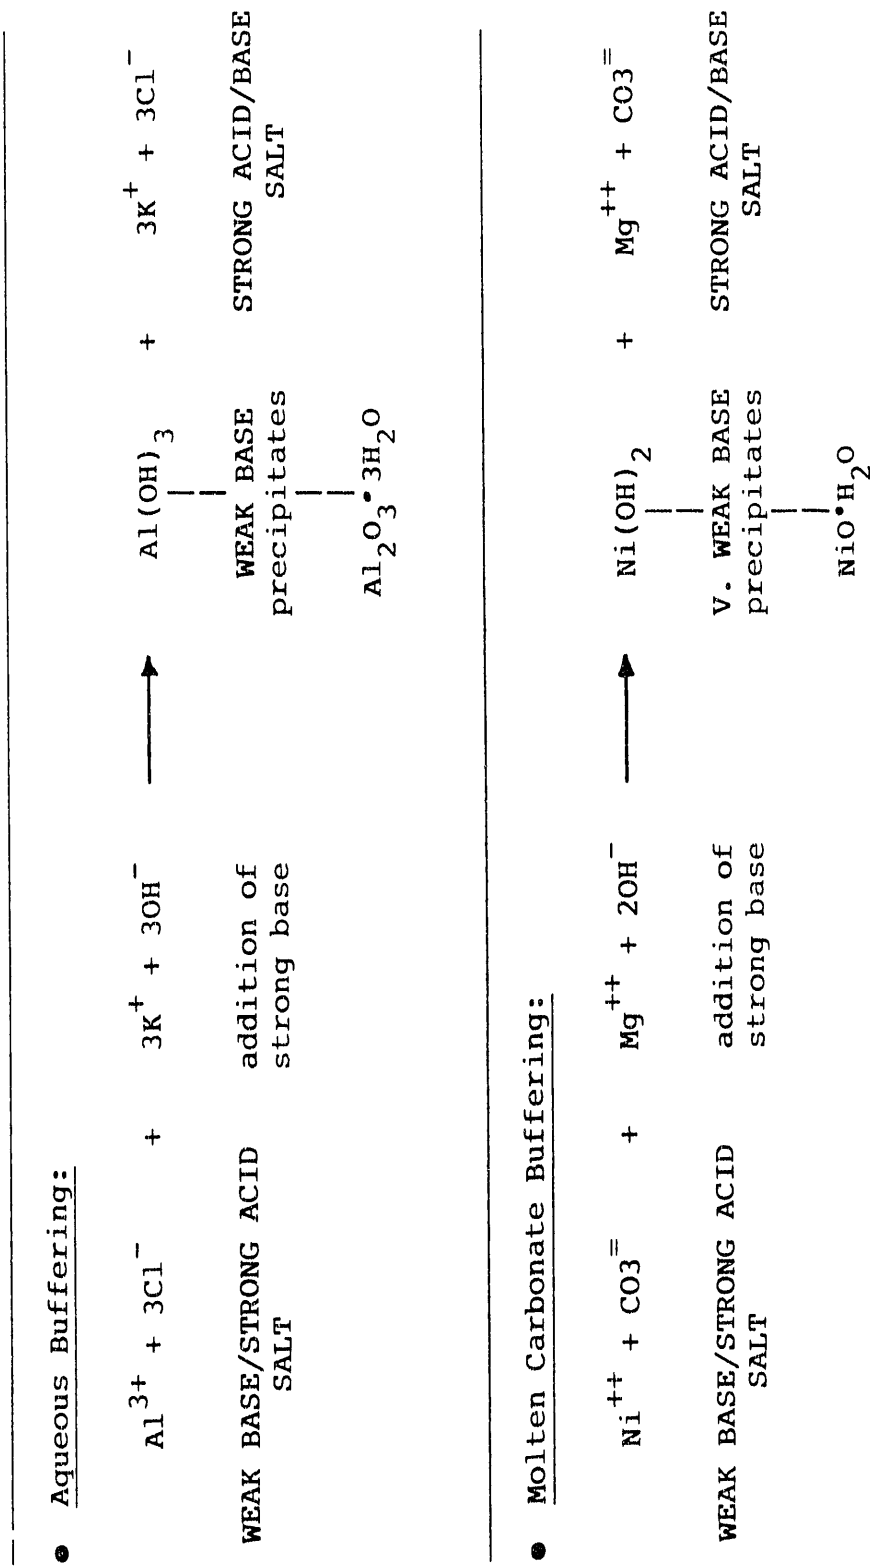 ● Aqueous Buffering:
Al³⁺ + 3Cl⁻ + 3K⁺ + 3OH⁻ ⟶ Al(OH)₃ + 3K⁺ + 3Cl⁻
WEAK BASE/STRONG ACID addition of WEAK BASE STRONG ACID/BASE
SALT strong base precipitates SALT
Al₂O₃•3H₂O
● Molten Carbonate Buffering:
Ni⁺⁺ + CO3⁼ + Mg⁺⁺ + 2OH⁻ ⟶ Ni(OH)₂ + Mg⁺⁺ + CO3⁼
WEAK BASE/STRONG ACID addition of V. WEAK BASE STRONG ACID/BASE
SALT strong base precipitates SALT
NiO•H₂O